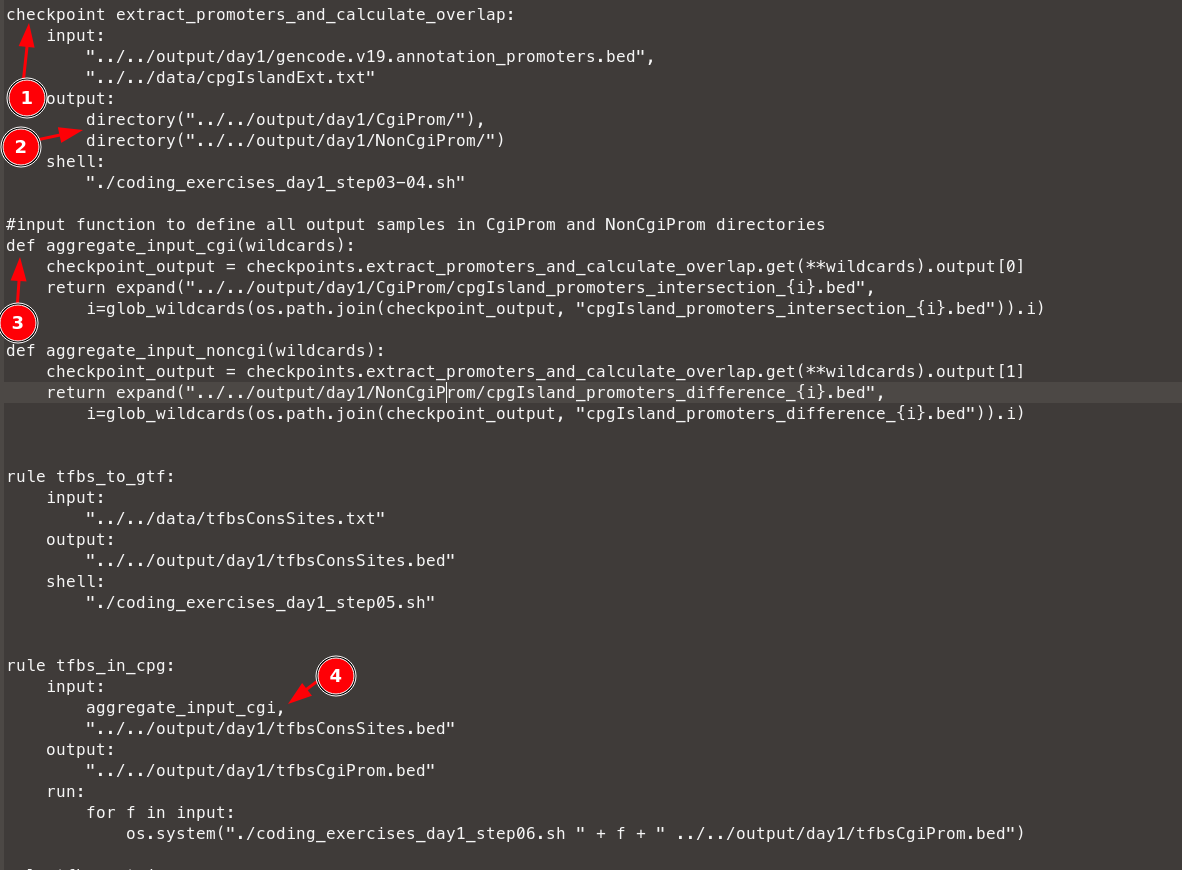 checkpoint extract_promoters_and_calculate_overlap:
    input:
        "../../output/day1/gencode.v19.annotation_promoters.bed",
        "../../data/cpgIslandExt.txt"
1
    output:
        directory("../../output/day1/CgiProm/"),
2
        directory("../../output/day1/NonCgiProm/")
    shell:
        "./coding_exercises_day1_step03-04.sh"

#input function to define all output samples in CgiProm and NonCgiProm directories
def aggregate_input_cgi(wildcards):
    checkpoint_output = checkpoints.extract_promoters_and_calculate_overlap.get(**wildcards).output[0]
    return expand("../../output/day1/CgiProm/cpgIsland_promoters_intersection_{i}.bed",
        i=glob_wildcards(os.path.join(checkpoint_output, "cpgIsland_promoters_intersection_{i}.bed")).i)
3
def aggregate_input_noncgi(wildcards):
    checkpoint_output = checkpoints.extract_promoters_and_calculate_overlap.get(**wildcards).output[1]
    return expand("../../output/day1/NonCgiProm/cpgIsland_promoters_difference_{i}.bed",
        i=glob_wildcards(os.path.join(checkpoint_output, "cpgIsland_promoters_difference_{i}.bed")).i)

rule tfbs_to_gtf:
    input:
        "../../data/tfbsConsSites.txt"
    output:
        "../../output/day1/tfbsConsSites.bed"
    shell:
        "./coding_exercises_day1_step05.sh"

rule tfbs_in_cpg:
4
    input:
        aggregate_input_cgi,
        "../../output/day1/tfbsConsSites.bed"
    output:
        "../../output/day1/tfbsCgiProm.bed"
    run:
        for f in input:
            os.system("./coding_exercises_day1_step06.sh " + f + " ../../output/day1/tfbsCgiProm.bed")